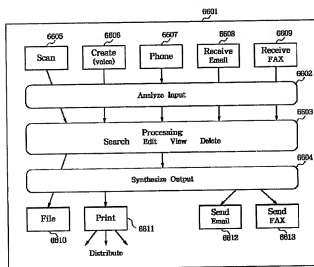 6601
6605
6606
6607
6608
6609
Scan
Create
(voice)
Phone
Receive
Email
Receive
FAX
6602
Analyze Input
6603
Processing
Search Edit View Delete
6604
Synthesize Output
File
Print
Send
Email
Send
FAX
6610
6611
6612
6613
Distribute